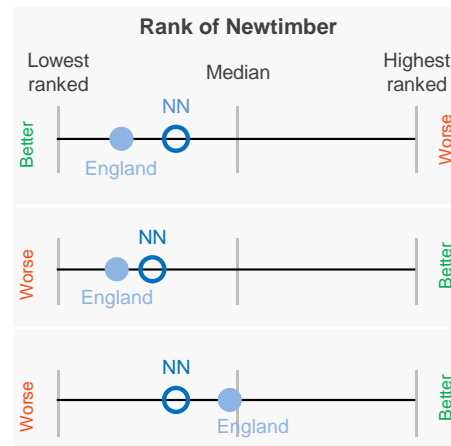 Rank of Newtimber
Lowest ranked
Median
Highest ranked
Better
NN
England
Worse
Worse
NN
England
Better
Worse
NN
England
Better